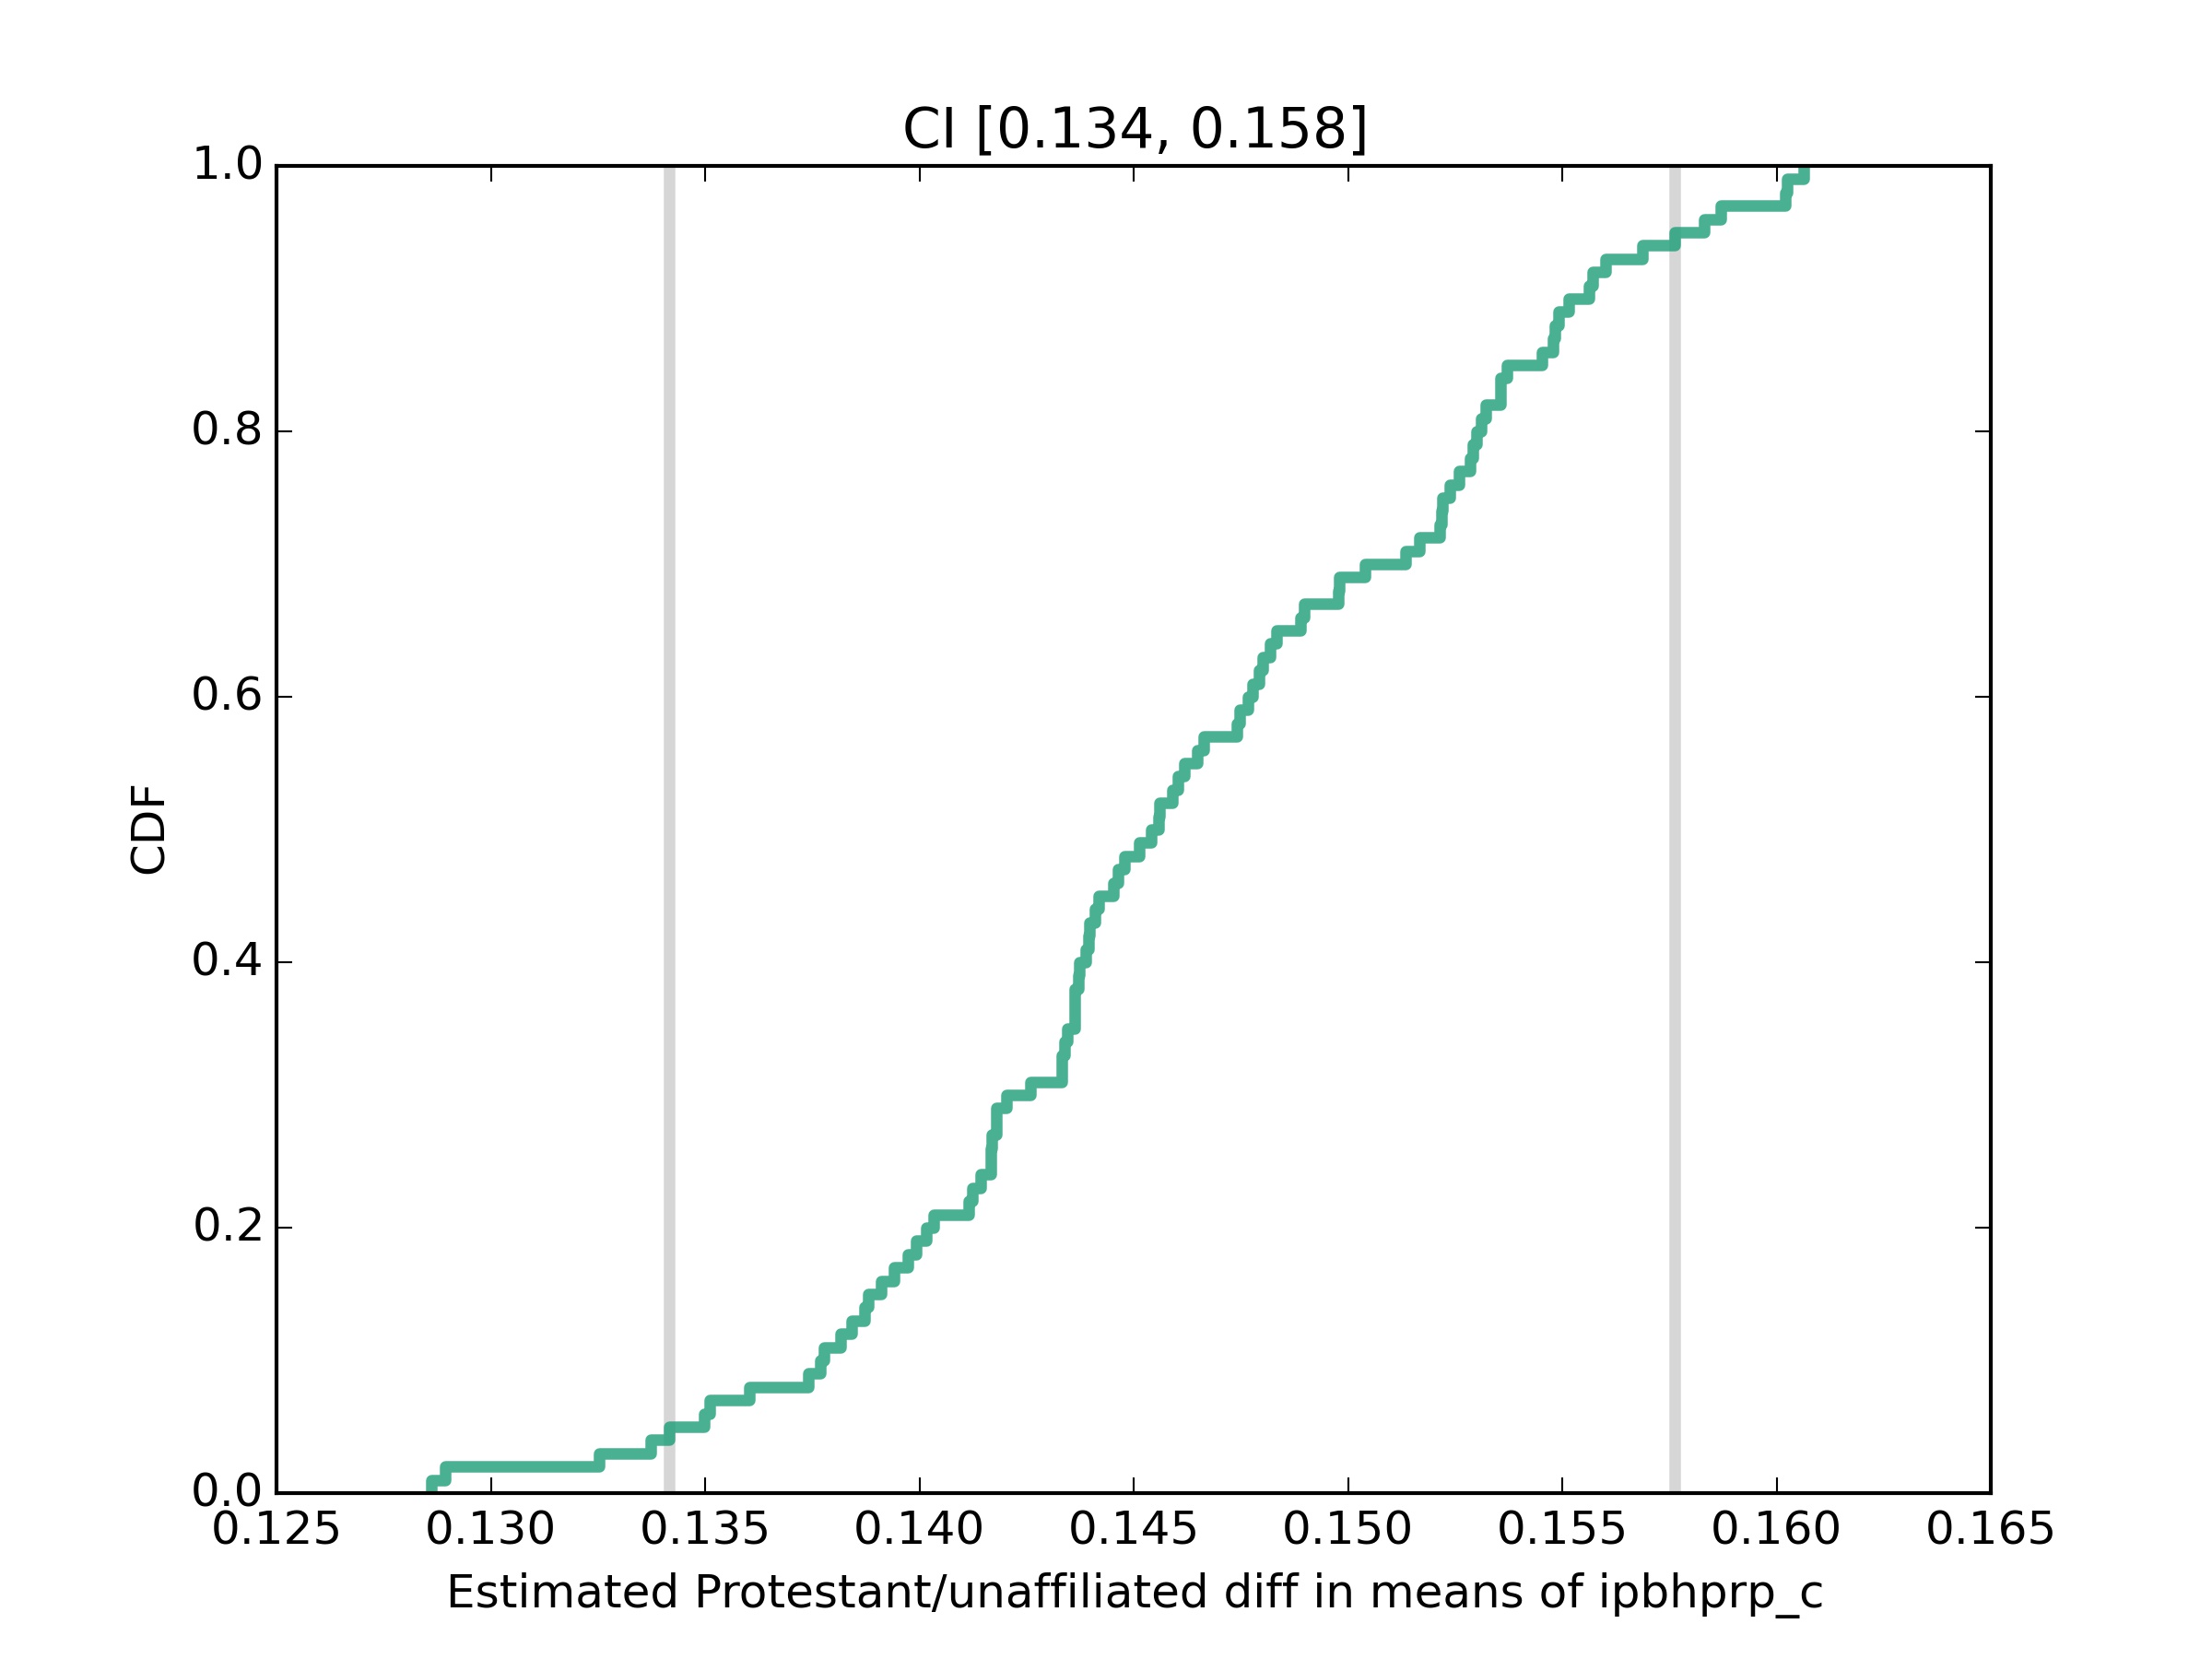 CI [0.134, 0.158]
1.0
0.8
0.6
0.4
0.2
0.0
CDF
0.125 0.130 0.135 0.140 0.145 0.150 0.155 0.160 0.165
Estimated Protestant/unaffiliated diff in means of ipbhprp_c